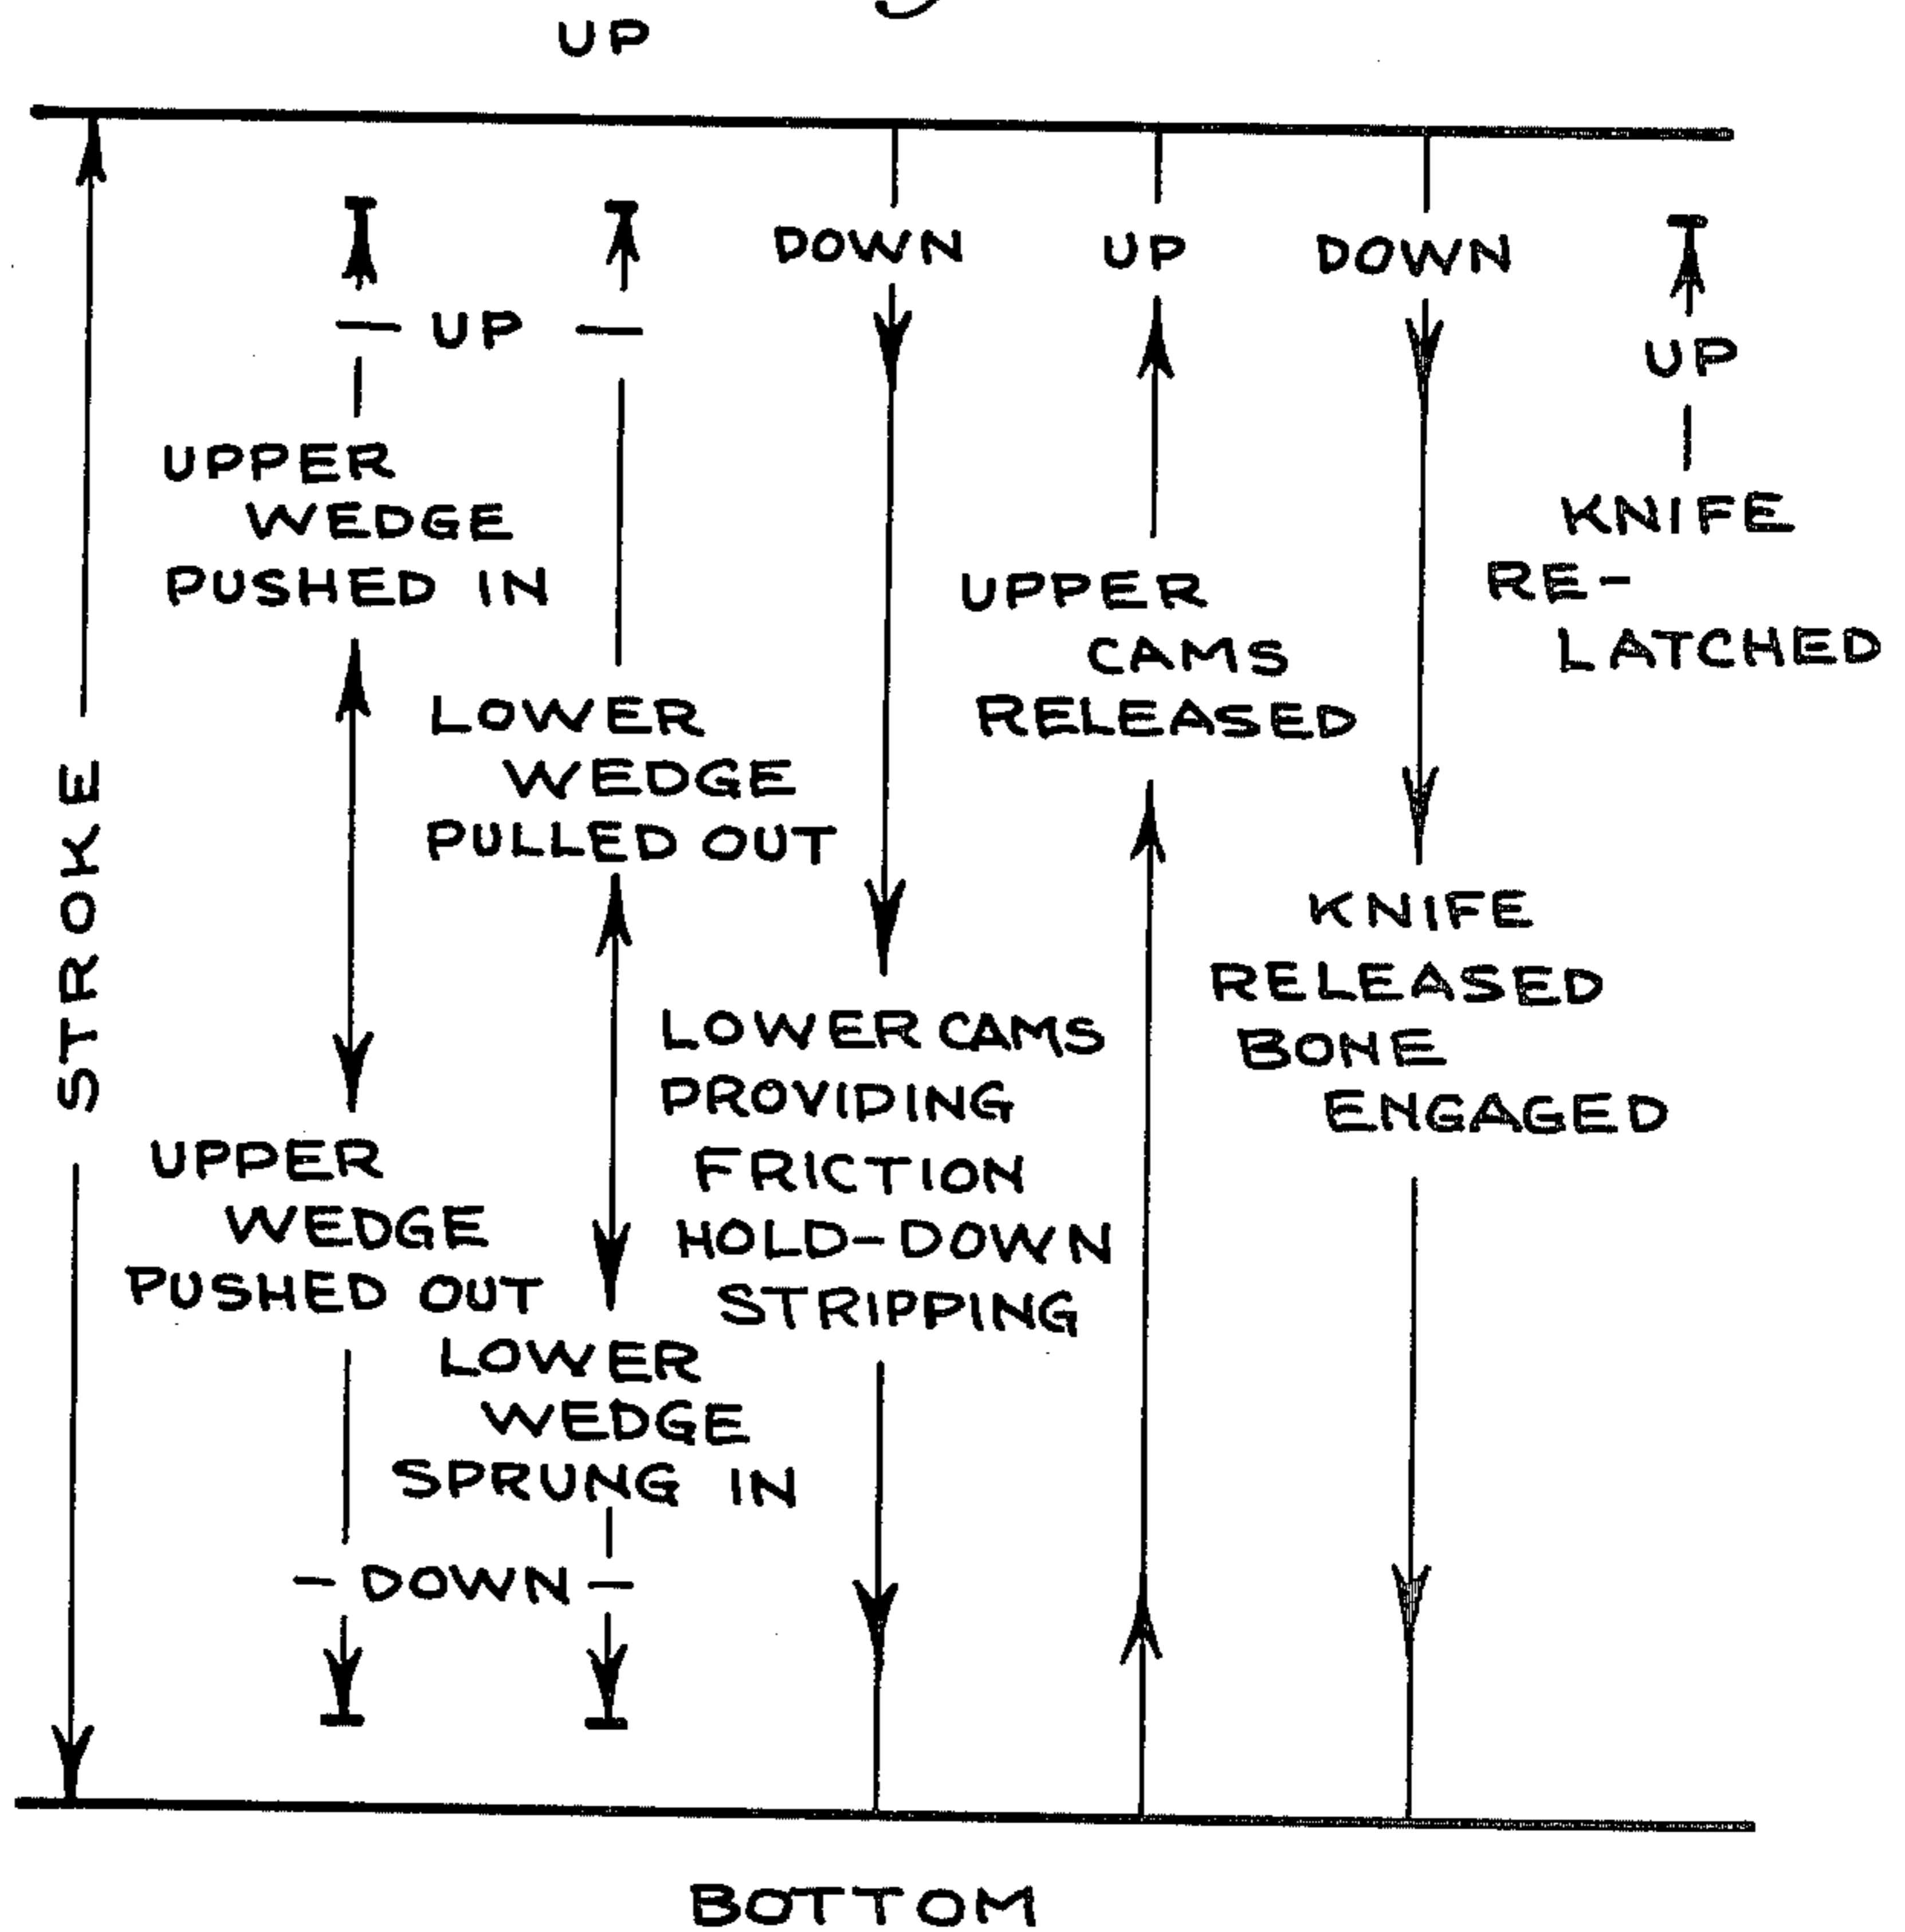 UP
STROKE
— UP —
UPPER
WEDGE
PUSHED IN
UPPER
WEDGE
PUSHED OUT
LOWER
WEDGE
PULLED OUT
LOWER
WEDGE
SPRUNG IN
- DOWN -
DOWN
LOWER CAMS
PROVIDING
FRICTION
HOLD-DOWN
STRIPPING
UP
UPPER
CAMS
RELEASED
DOWN
KNIFE
RELEASED
BONE
ENGAGED
UP
KNIFE
RE-
LATCHED
BOTTOM